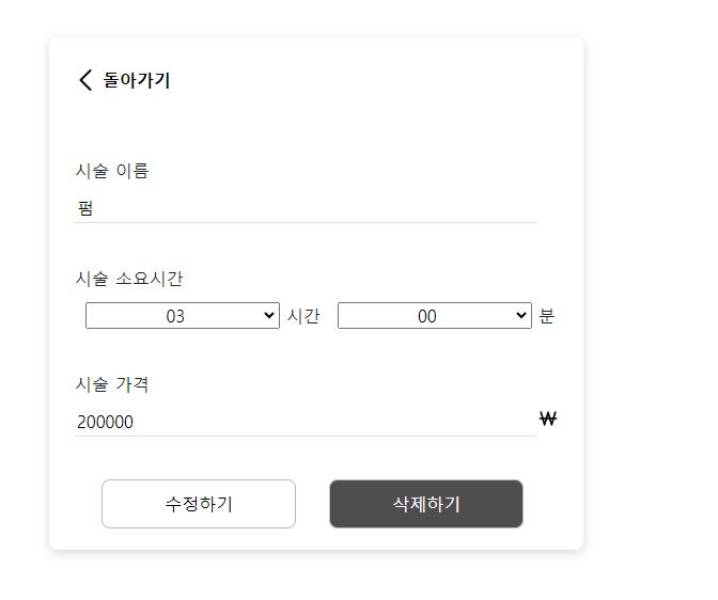 돌아가기
시술 이름
펌
시술 소요시간
03 시간 00 분
시술 가격
200000 ₩
수정하기 삭제하기